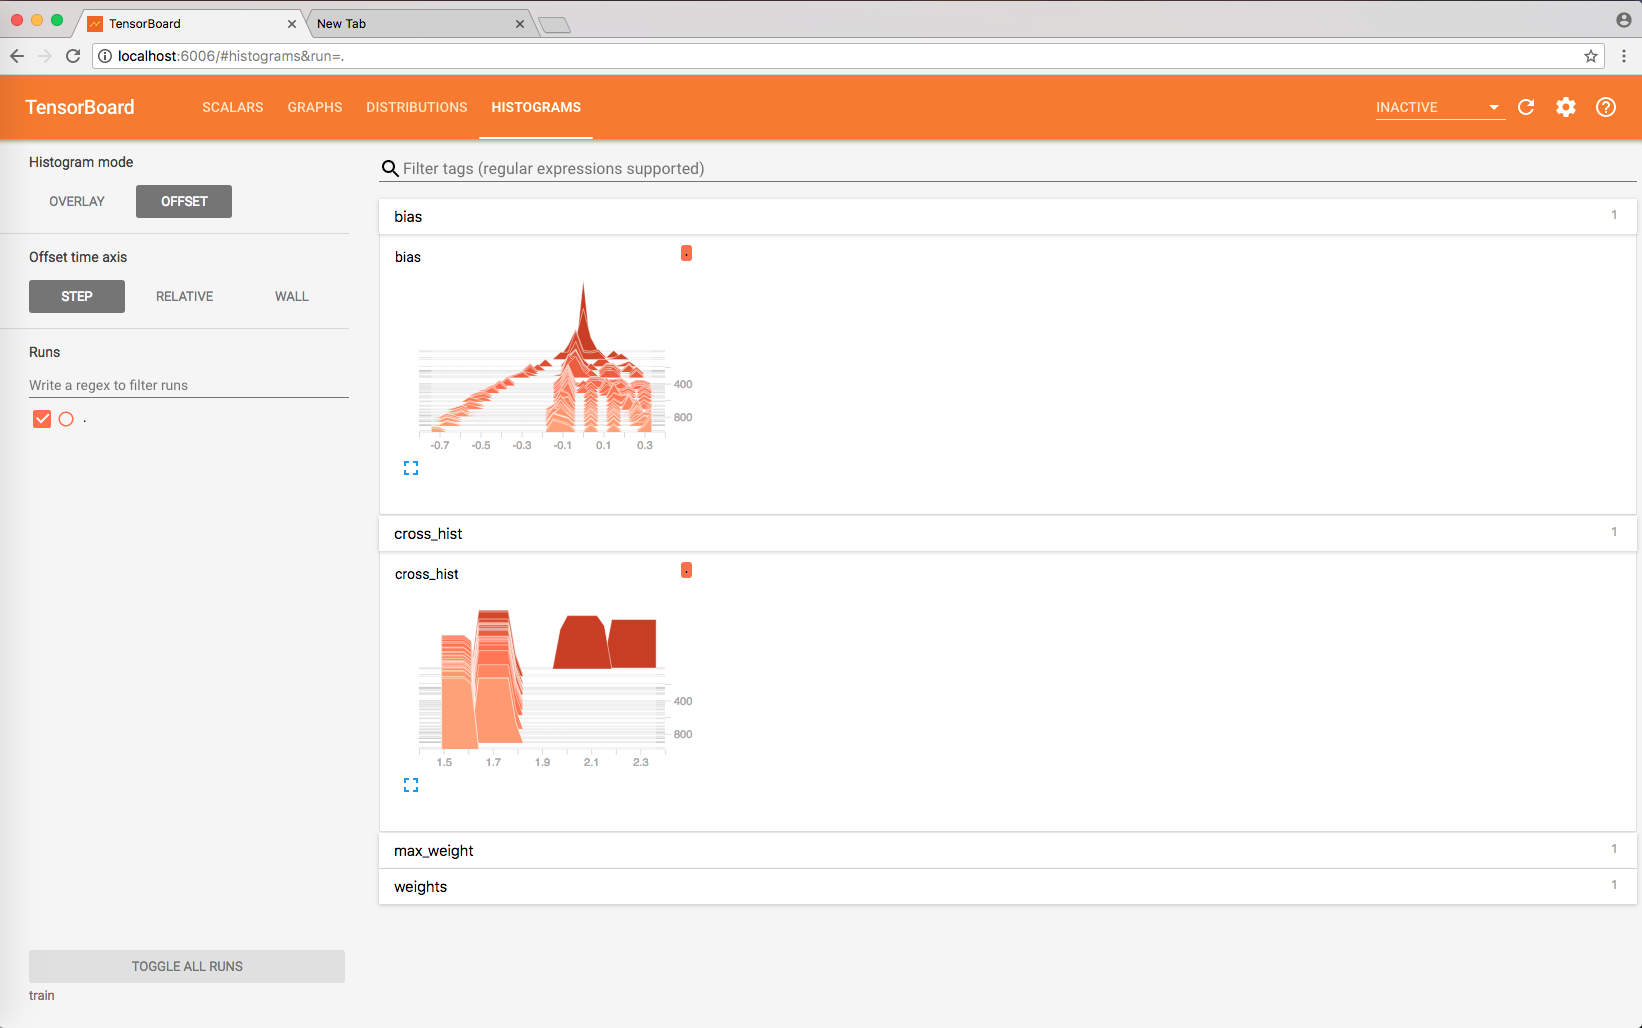 TensorBoard
New Tab
localhost:6006/#histograms&run=.
TensorBoard SCALARS GRAPHS DISTRIBUTIONS HISTOGRAMS INACTIVE
Histogram mode
OVERLAY OFFSET
Offset time axis
STEP RELATIVE WALL
Runs
Write a regex to filter runs
.
TOGGLE ALL RUNS
train
Filter tags (regular expressions supported)
bias 1
bias .
400
800
-0.7 -0.5 -0.3 -0.1 0.1 0.3
cross_hist 1
cross_hist .
400
800
1.5 1.7 1.9 2.1 2.3
max_weight 1
weights 1